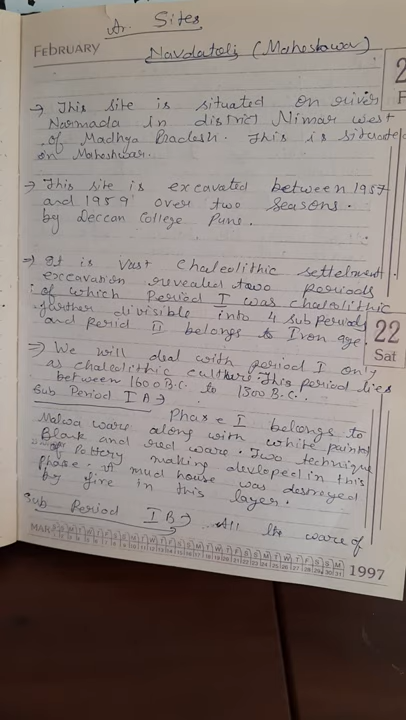 Ar. Sites
FEBRUARY
Navdatoli (Maheshwar)
→ This site is situated on river
Narmada in district Nimar west
of Madhya Pradesh. This is situated
on Maheshwar.
→ This site is excavated between 1957
and 1959 over two seasons.
by Deccan College Pune.
→ It is vast chalcolithic settelment.
excavation revealed two periods
of which Period I was chalcolithic
further divisible into 4 sub periods
and period II belongs to Iron age.
22
Sat
→ We will deal with period I only
as chalcolithic culture. This period lies
between 1600 B.C. to 1300 B.C..
Sub Period I A →
Phase I belongs to
Malwa ware along with white painted
Black and red ware. Two technique
of Pottery making devloped in this
phase. A mud house was destroyed
by fire in this layer.
Sub Period I B → All the ware of
MAR
1997